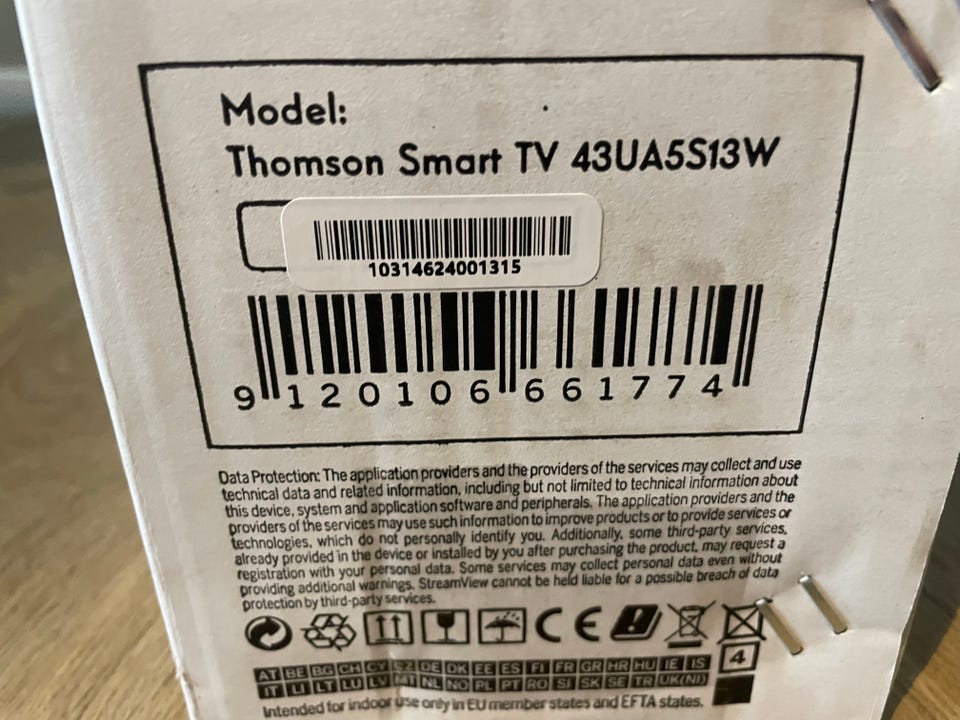 Model:
Thomson Smart TV 43UA5S13W
10314624001315
9 120106 661774
Data Protection: The application providers and the providers of the services may collect and use
technical data and related information, including but not limited to technical information about
this device, system and application software and peripherals. The application providers and the
providers of the services may use such information to improve products or to provide services or
technologies, which do not personally identify you. Additionally, some third-party services,
already provided in the device or installed by you after purchasing the product, may request a
registration with your personal data. Some services may collect personal data even without
providing additional warnings. StreamView cannot be held liable for a possible breach of data
protection by third-party services.
CE
4
AT BE BG CH CY CZ DE DK EE ES FI FR GR HR HU IE IS
IT LI LT LU LV MT NL NO PL PT RO SI SK SE TR UK(NI)
Intended for indoor use only in EU member states and EFTA states.